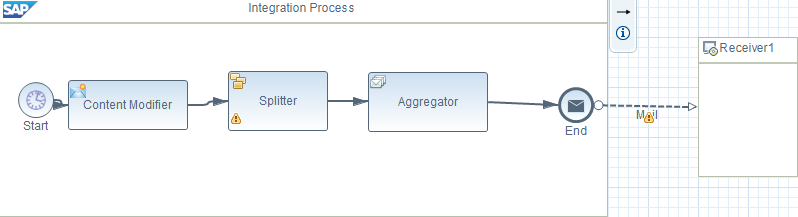 SAP
Integration Process
Receiver1
Content Modifier
Splitter
Aggregator
Start
End
Mail